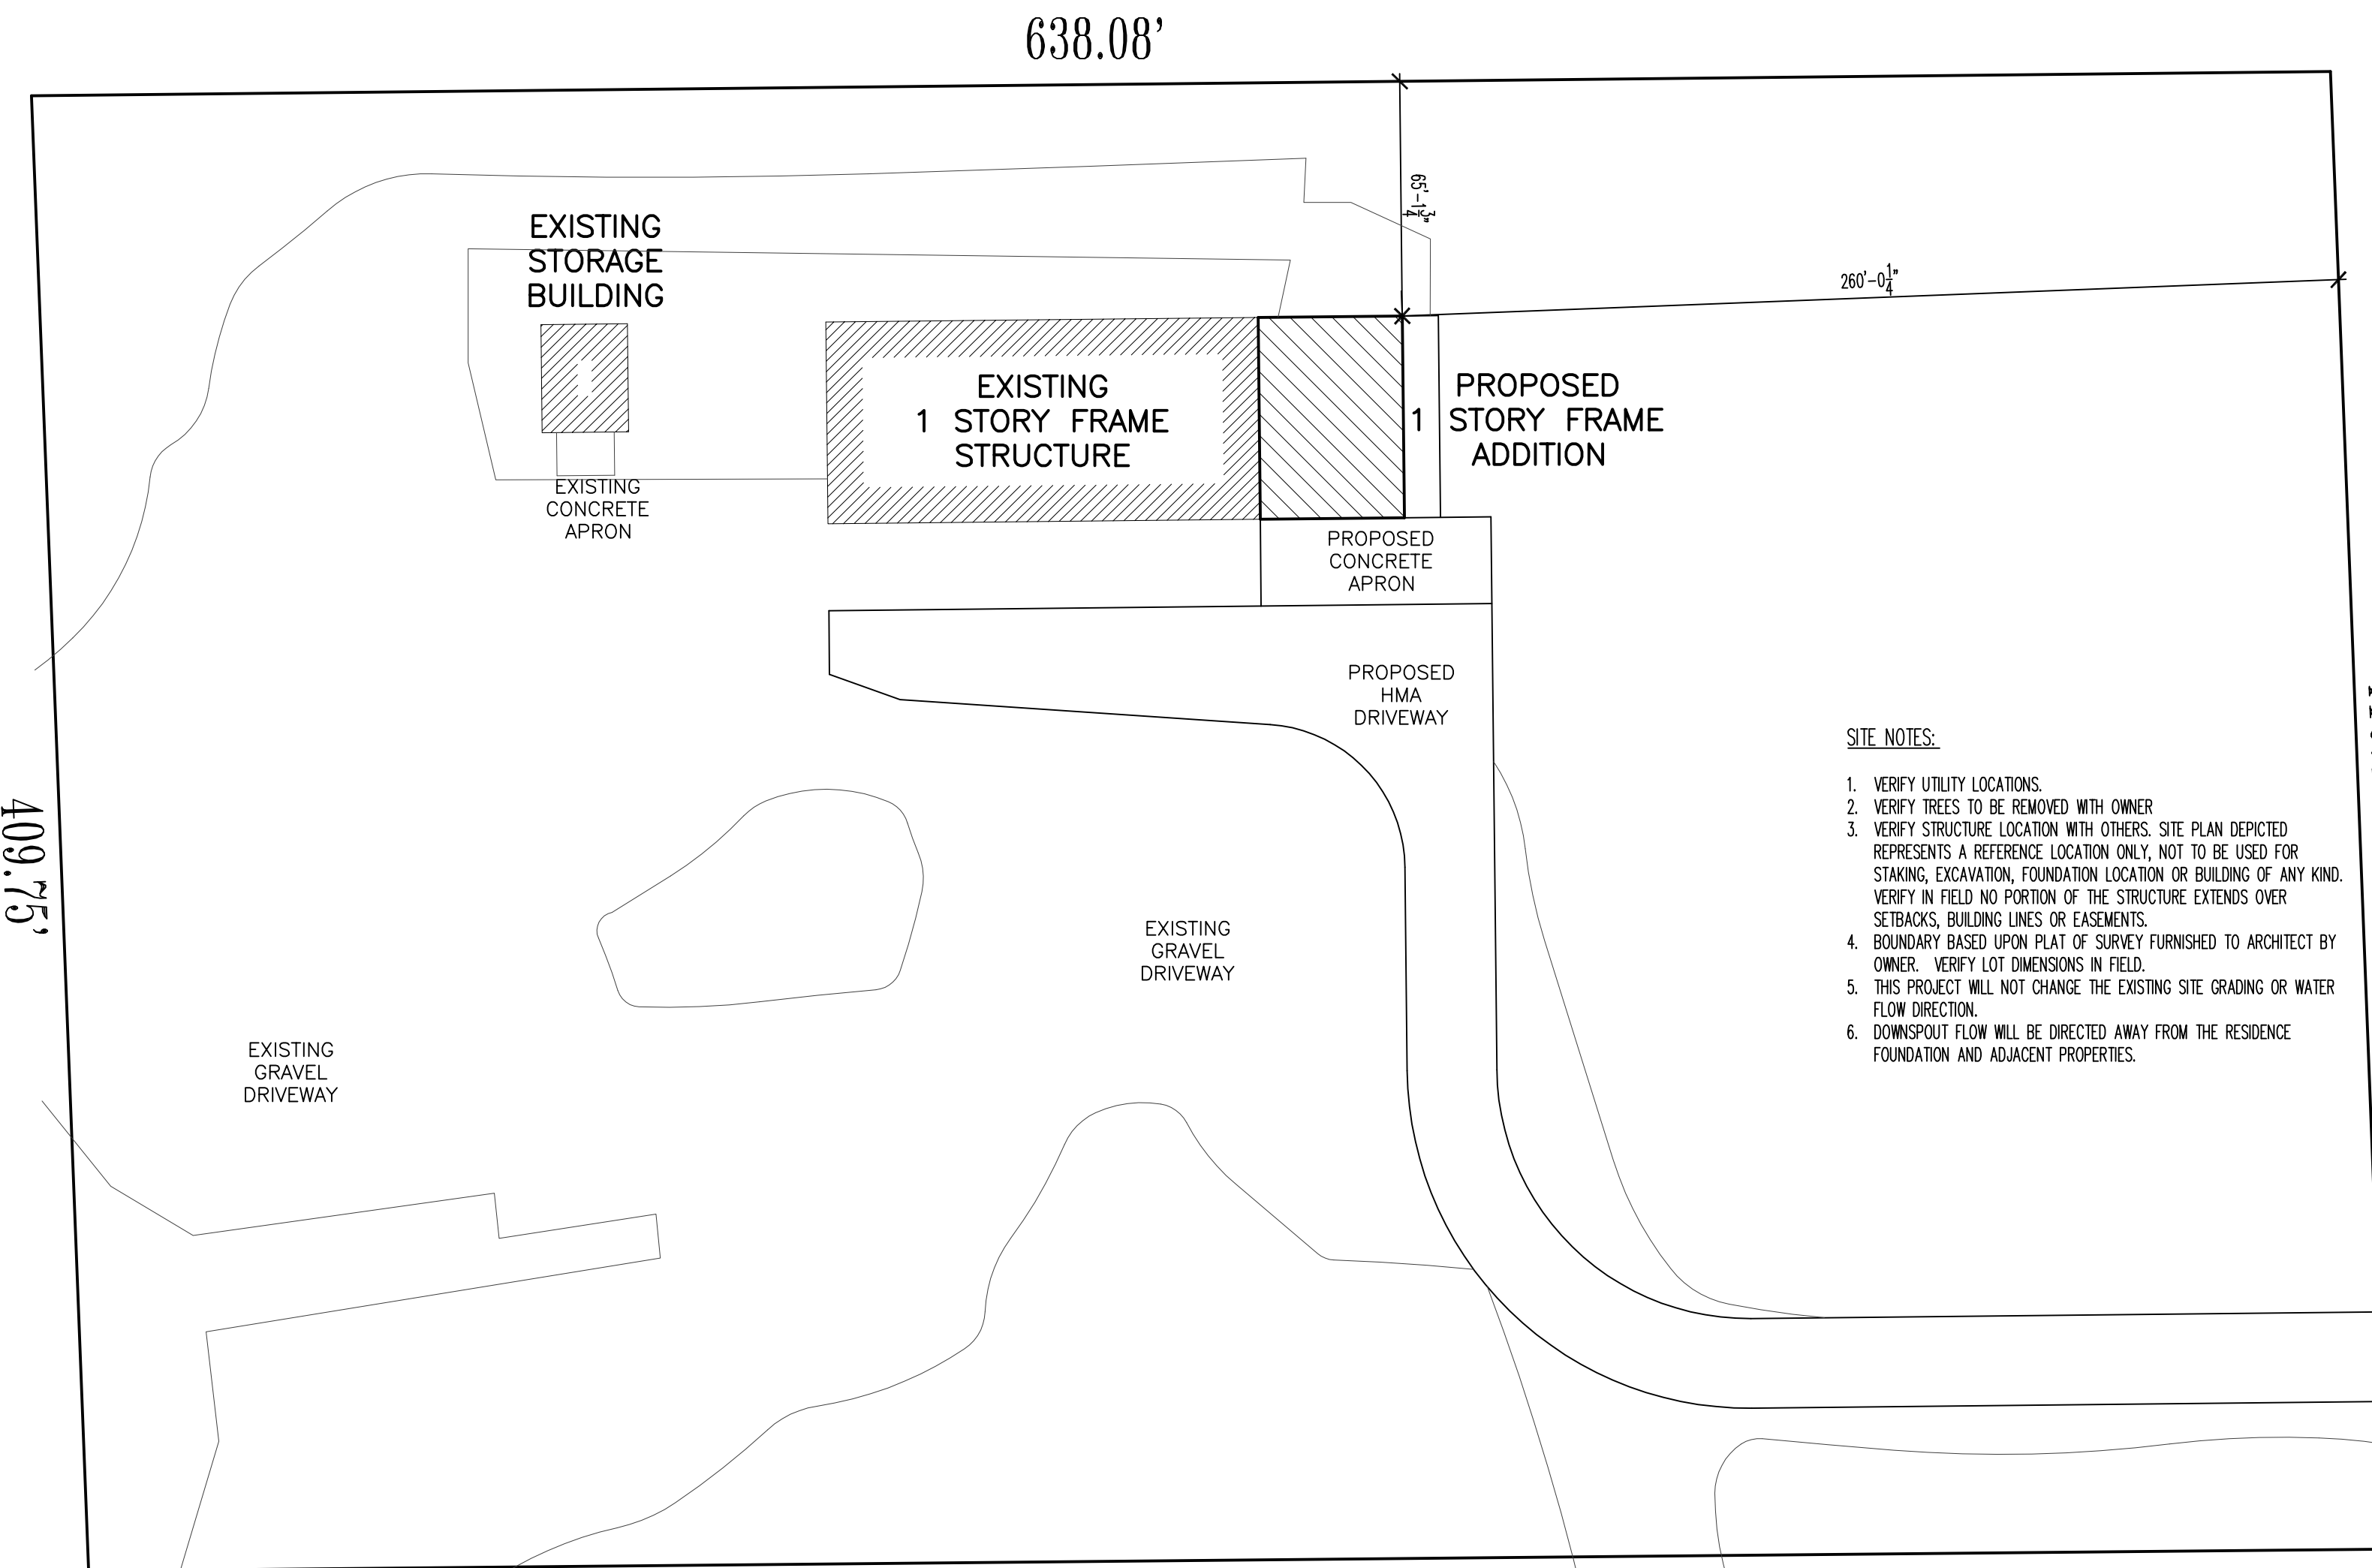 638.08'
65'-1 3/4"
260'-0 1/4"
EXISTING
STORAGE
BUILDING
EXISTING
1 STORY FRAME
STRUCTURE
PROPOSED
1 STORY FRAME
ADDITION
EXISTING
CONCRETE
APRON
PROPOSED
CONCRETE
APRON
PROPOSED
HMA
DRIVEWAY
409.75'
SITE NOTES:
1. VERIFY UTILITY LOCATIONS.
2. VERIFY TREES TO BE REMOVED WITH OWNER
3. VERIFY STRUCTURE LOCATION WITH OTHERS. SITE PLAN DEPICTED
REPRESENTS A REFERENCE LOCATION ONLY, NOT TO BE USED FOR
STAKING, EXCAVATION, FOUNDATION LOCATION OR BUILDING OF ANY KIND.
VERIFY IN FIELD NO PORTION OF THE STRUCTURE EXTENDS OVER
SETBACKS, BUILDING LINES OR EASEMENTS.
4. BOUNDARY BASED UPON PLAT OF SURVEY FURNISHED TO ARCHITECT BY
OWNER. VERIFY LOT DIMENSIONS IN FIELD.
5. THIS PROJECT WILL NOT CHANGE THE EXISTING SITE GRADING OR WATER
FLOW DIRECTION.
6. DOWNSPOUT FLOW WILL BE DIRECTED AWAY FROM THE RESIDENCE
FOUNDATION AND ADJACENT PROPERTIES.
EXISTING
GRAVEL
DRIVEWAY
EXISTING
GRAVEL
DRIVEWAY